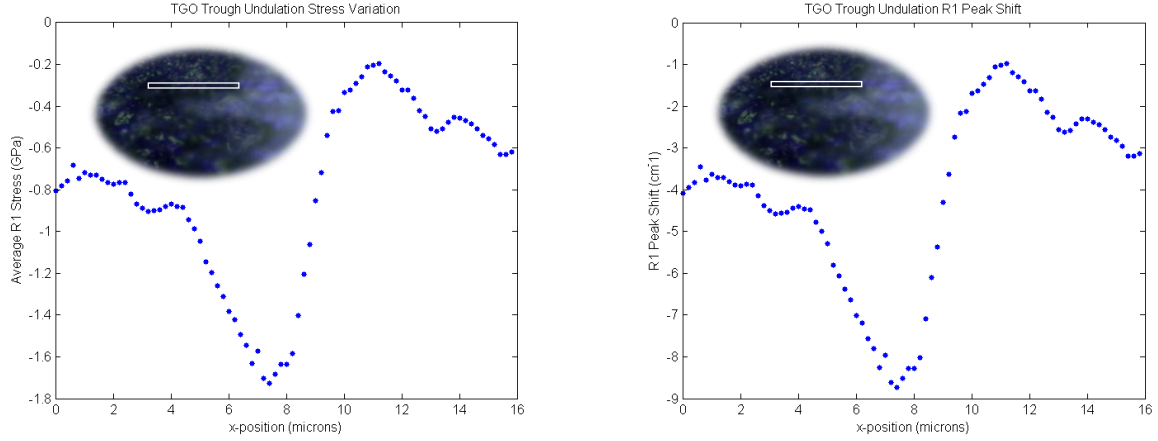 TGO Trough Undulation Stress Variation
0
-0.2
-0.4
-0.6
-0.8
-1
-1.2
-1.4
-1.6
-1.8
Average R1 Stress (GPa)
0 2 4 6 8 10 12 14 16
x-position (microns)
TGO Trough Undulation R1 Peak Shift
0
-1
-2
-3
-4
-5
-6
-7
-8
-9
R1 Peak Shift (cm-1)
0 2 4 6 8 10 12 14 16
x-position (microns)